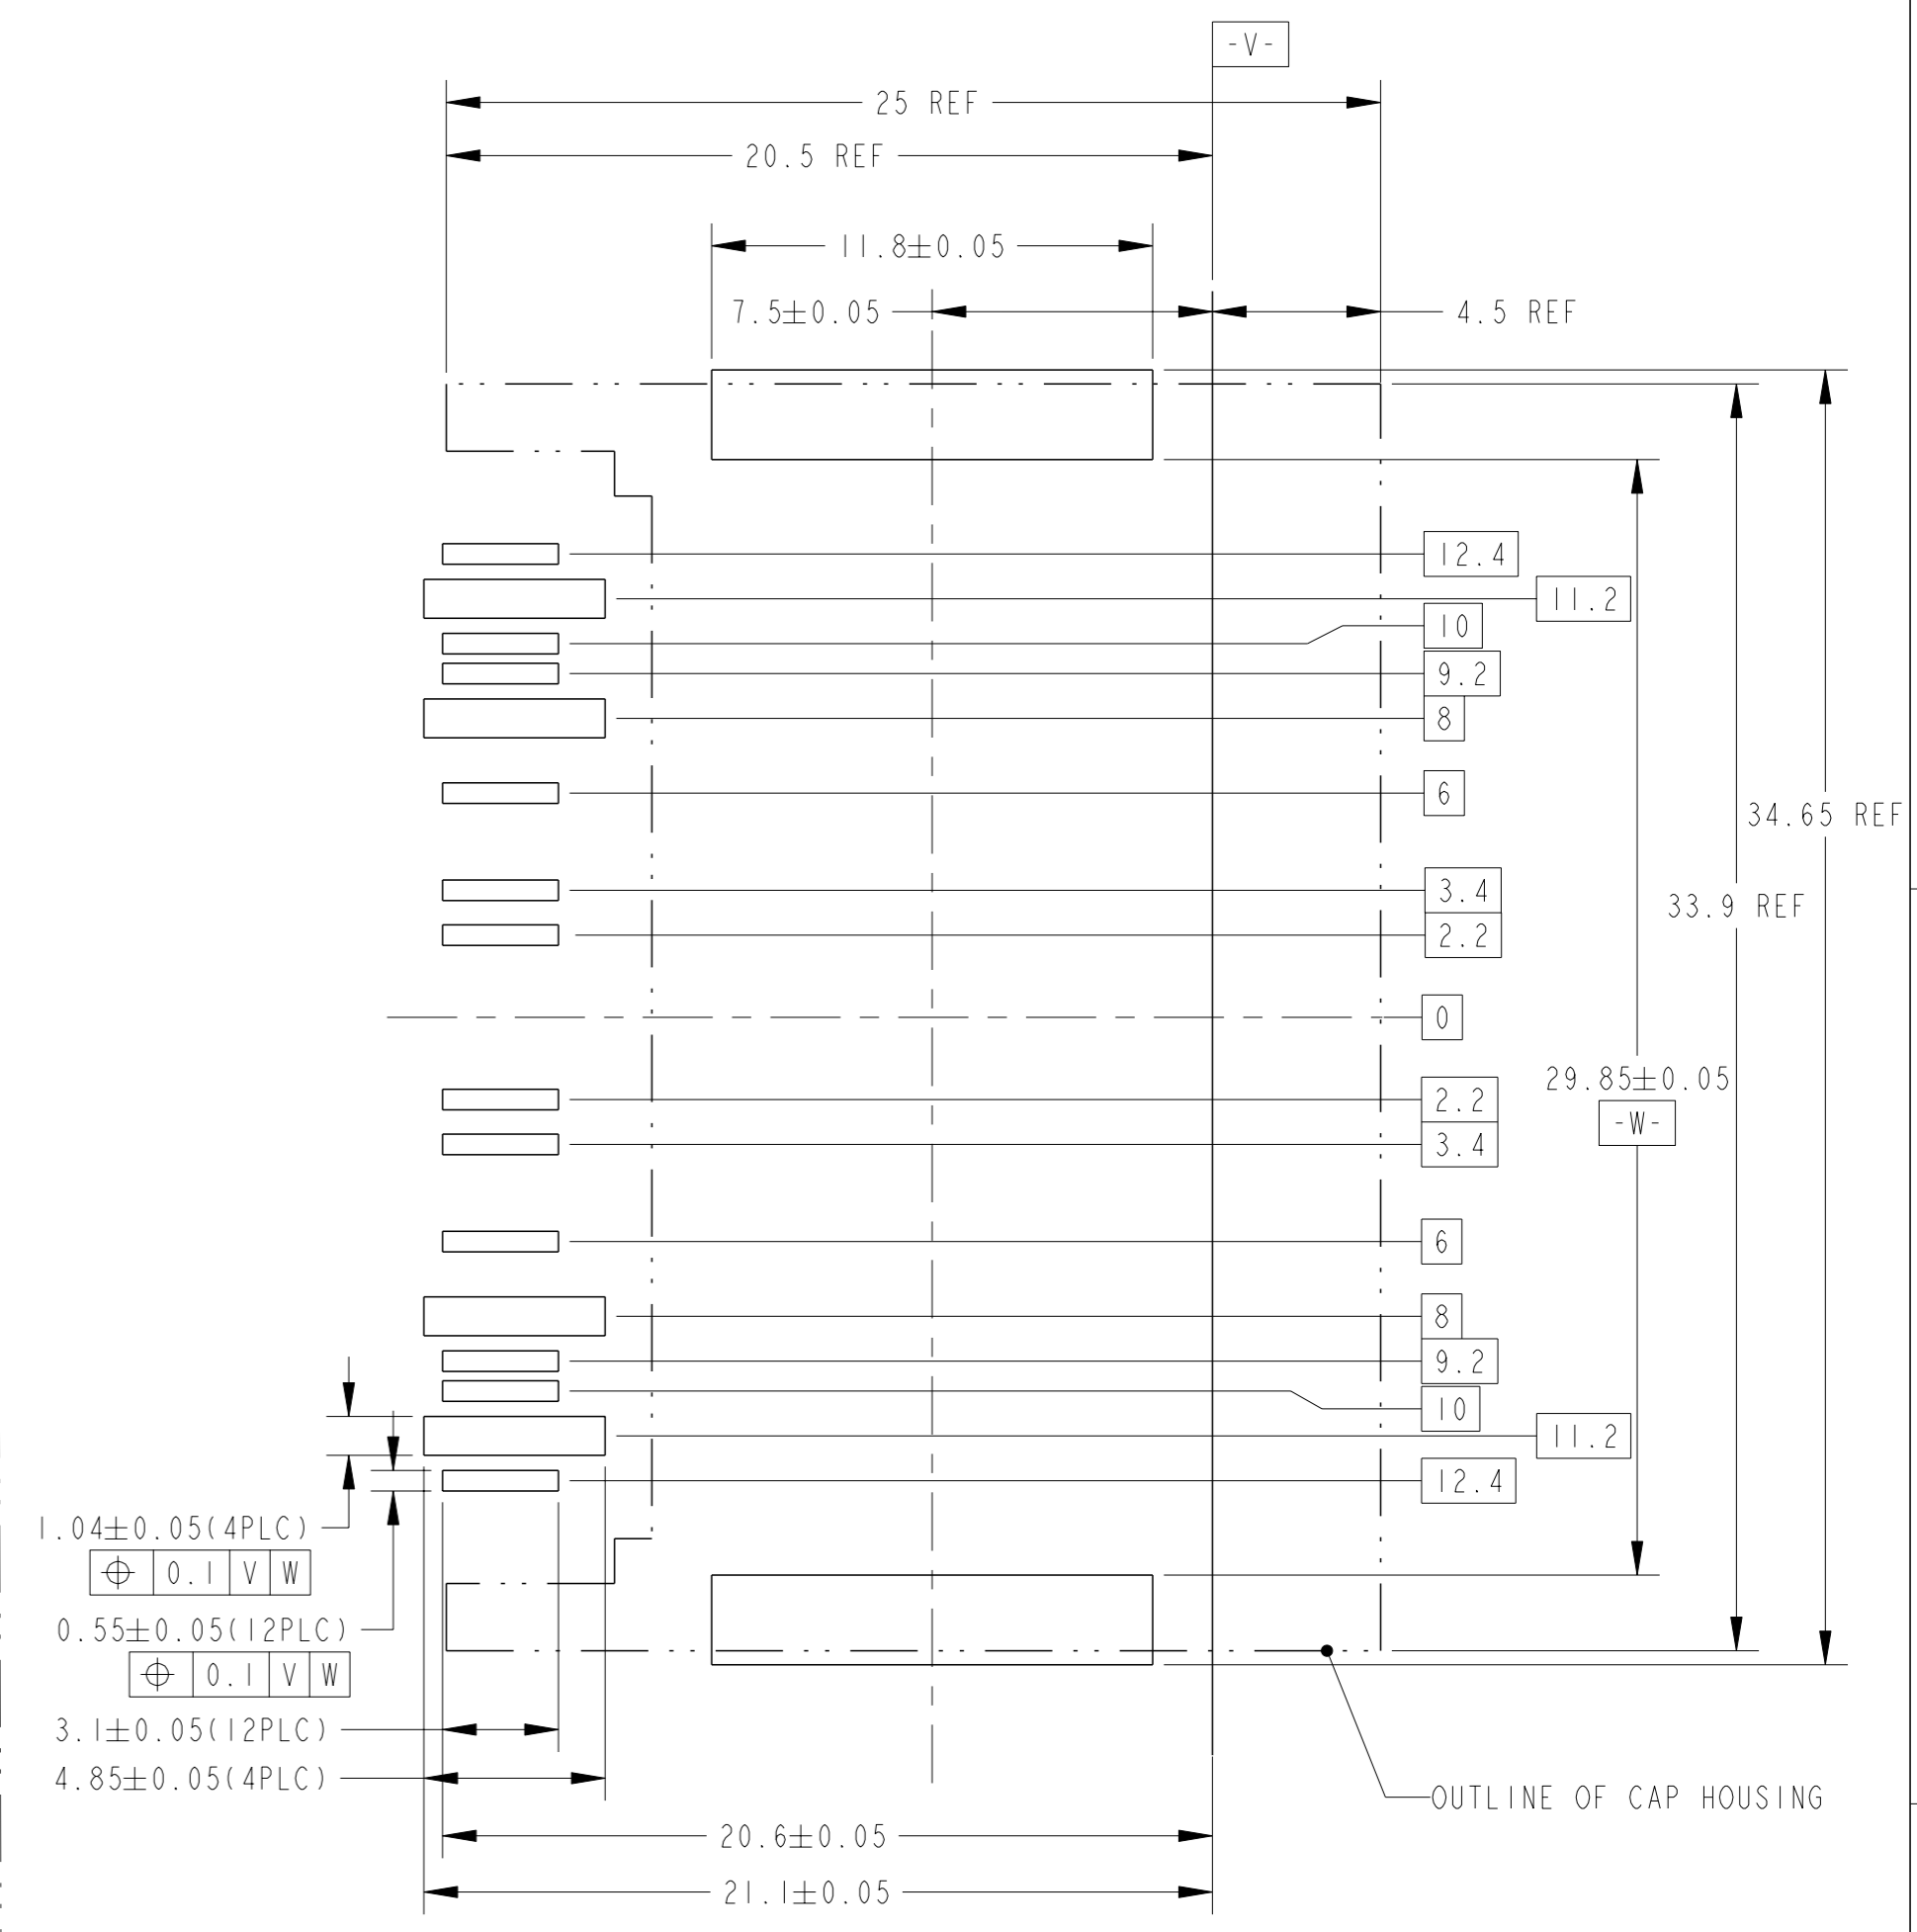 -V-
25 REF
20.5 REF
11.8±0.05
7.5±0.05
4.5 REF
12.4
11.2
10
9.2
8
6
34.65 REF
3.4
33.9 REF
2.2
0
29.85±0.05
-W-
2.2
3.4
6
8
9.2
10
11.2
12.4
1.04±0.05(4PLC)
⌖ 0.1 V W
0.55±0.05(12PLC)
⌖ 0.1 V W
3.1±0.05(12PLC)
4.85±0.05(4PLC)
OUTLINE OF CAP HOUSING
20.6±0.05
21.1±0.05